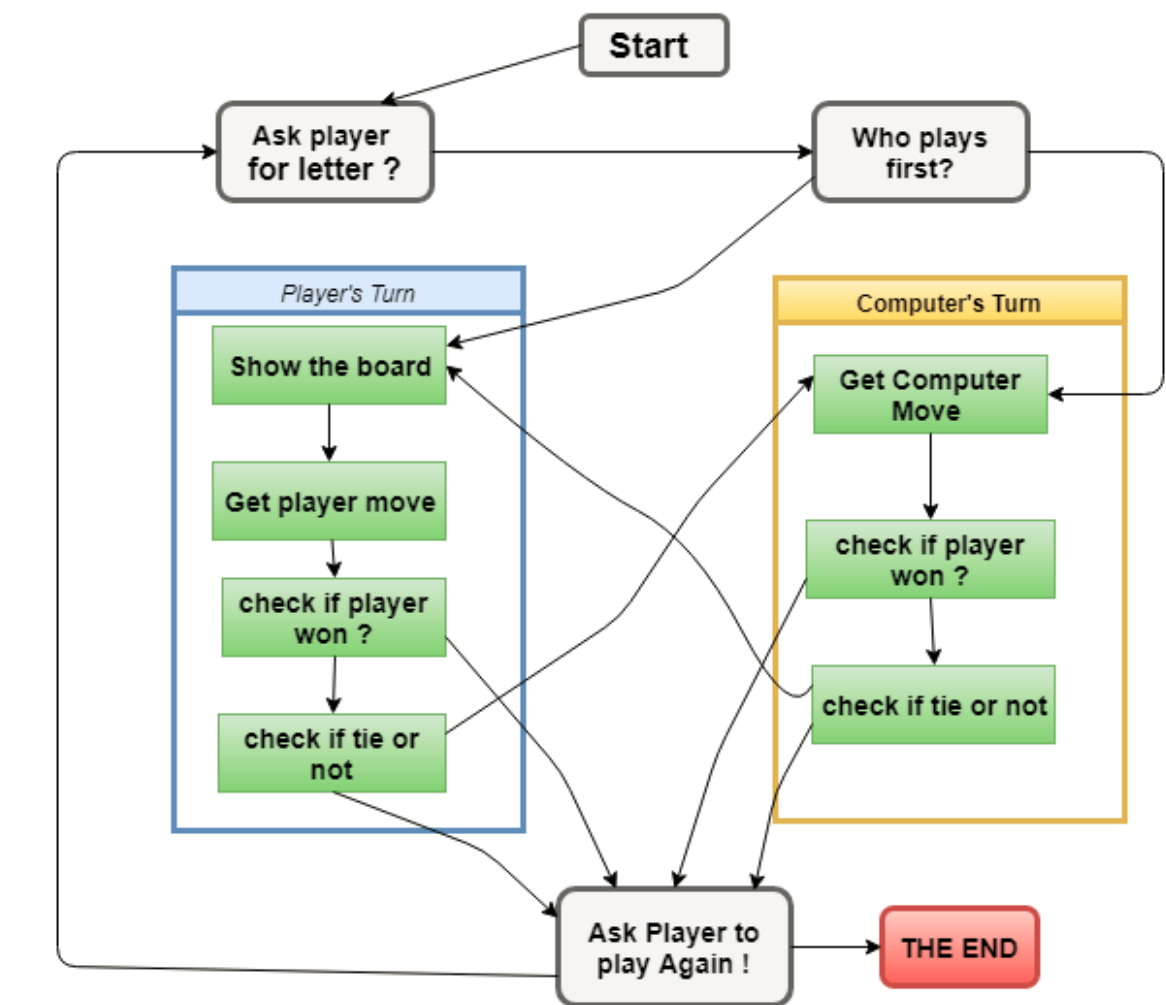 Start
Ask player
for letter ?
Who plays
first?
Player's Turn
Show the board
Get player move
check if player
won ?
check if tie or
not
Computer's Turn
Get Computer
Move
check if player
won ?
check if tie or not
Ask Player to
play Again !
THE END